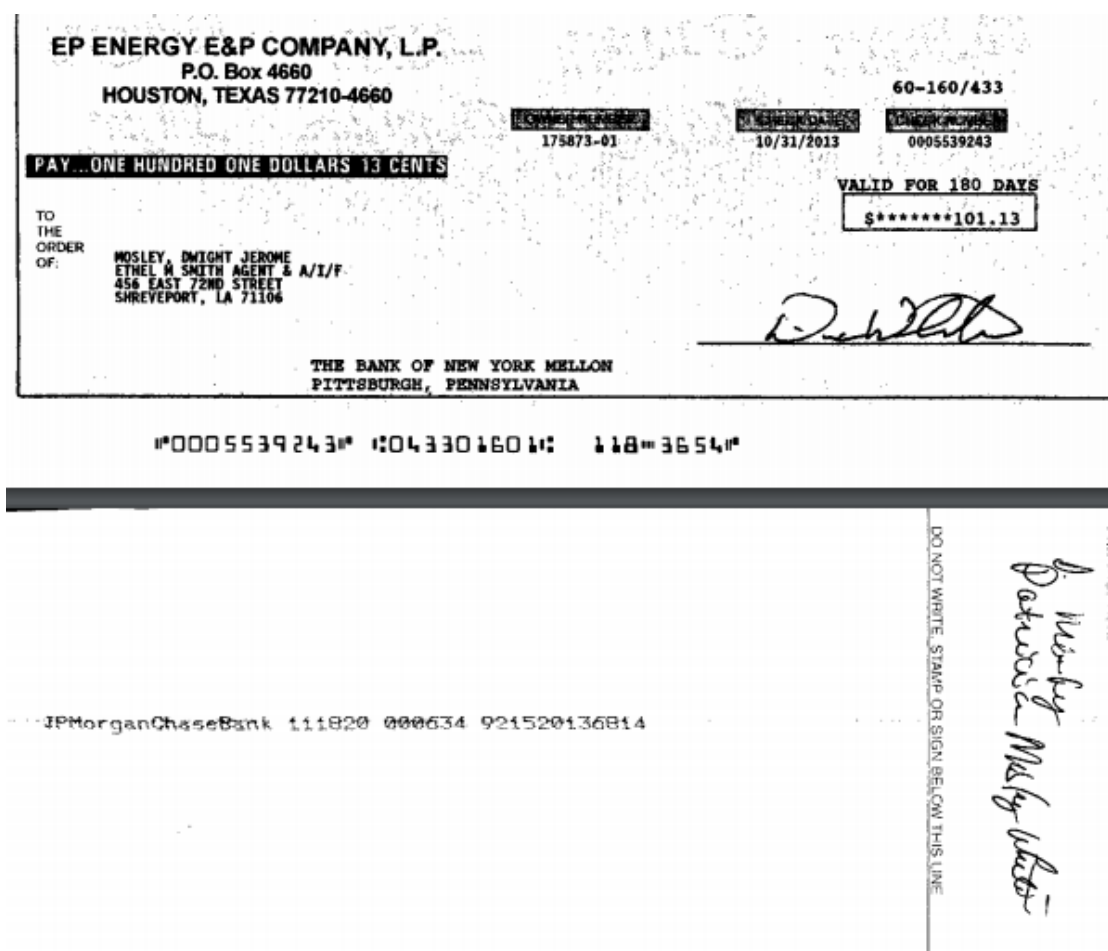 EP ENERGY E&P COMPANY, L.P.
P.O. Box 4660
HOUSTON, TEXAS 77210-4660
60-160/433
175873-01
10/31/2013
0005539243
PAY...ONE HUNDRED ONE DOLLARS 13 CENTS
VALID FOR 180 DAYS
$*******101.13
TO
THE
ORDER
OF:
MOSLEY, DWIGHT JEROME
ETHEL M SMITH AGENT & A/I/F
456 EAST 72ND STREET
SHREVEPORT, LA 71106
THE BANK OF NEW YORK MELLON
PITTSBURGH, PENNSYLVANIA
⑈0005539243⑈ ⑆043301601⑆ 118⑉3654⑈
JPMorganChaseBank 111820 000634 921520136814
DO NOT WRITE, STAMP OR SIGN BELOW THIS LINE
Patricia Mosley